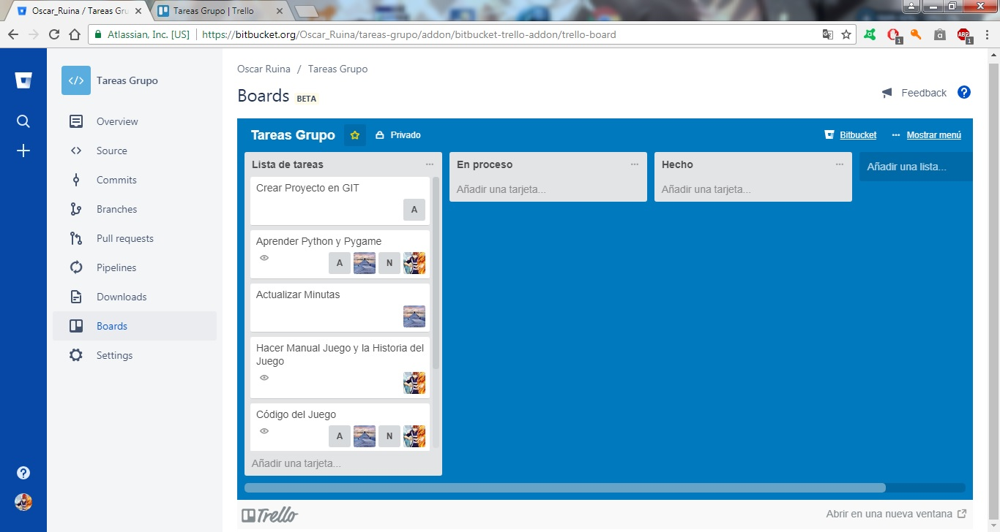 Oscar_Ruina / Tareas Gru
Tareas Grupo | Trello
Atlassian, Inc. [US]
https://bitbucket.org/Oscar_Ruina/tareas-grupo/addon/bitbucket-trello-addon/trello-board
1
ABP
1
Tareas Grupo
Overview
Source
Commits
Branches
Pull requests
Pipelines
Downloads
Boards
Settings
Oscar Ruina / Tareas Grupo
Boards BETA
Feedback
Tareas Grupo
Privado
Bitbucket
Mostrar menú
Lista de tareas
Crear Proyecto en GIT
A
Aprender Python y Pygame
A N
Actualizar Minutas
Hacer Manual Juego y la Historia del
Juego
Código del Juego
A N
Añadir una tarjeta...
En proceso
Añadir una tarjeta...
Hecho
Añadir una tarjeta...
Añadir una lista...
Trello
Abrir en una nueva ventana